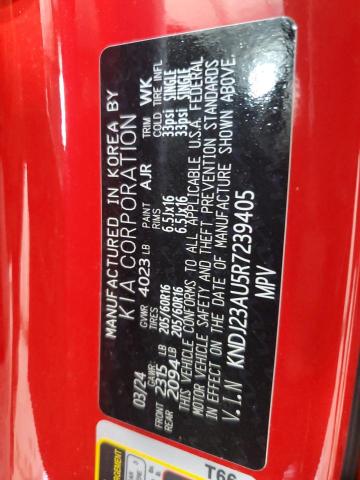 MANUFACTURED IN KOREA BY
KIA CORPORATION
03/24 GVWR 4023 LB PAINT AJR TRIM WK
GAWR: TIRES COLD TIRE INFL
FRONT 2315 LB 205/60R16 6.5Jx16 33psi SINGLE
REAR 2094 LB 205/60R16 6.5Jx16 33psi SINGLE
THIS VEHICLE CONFORMS TO ALL APPLICABLE U.S.A. FEDERAL
MOTOR VEHICLE SAFETY AND THEFT PREVENTION STANDARDS
IN EFFECT ON THE DATE OF MANUFACTURE SHOWN ABOVE.
V.I.N KNDJ23AU5R7239405
MPV
T66